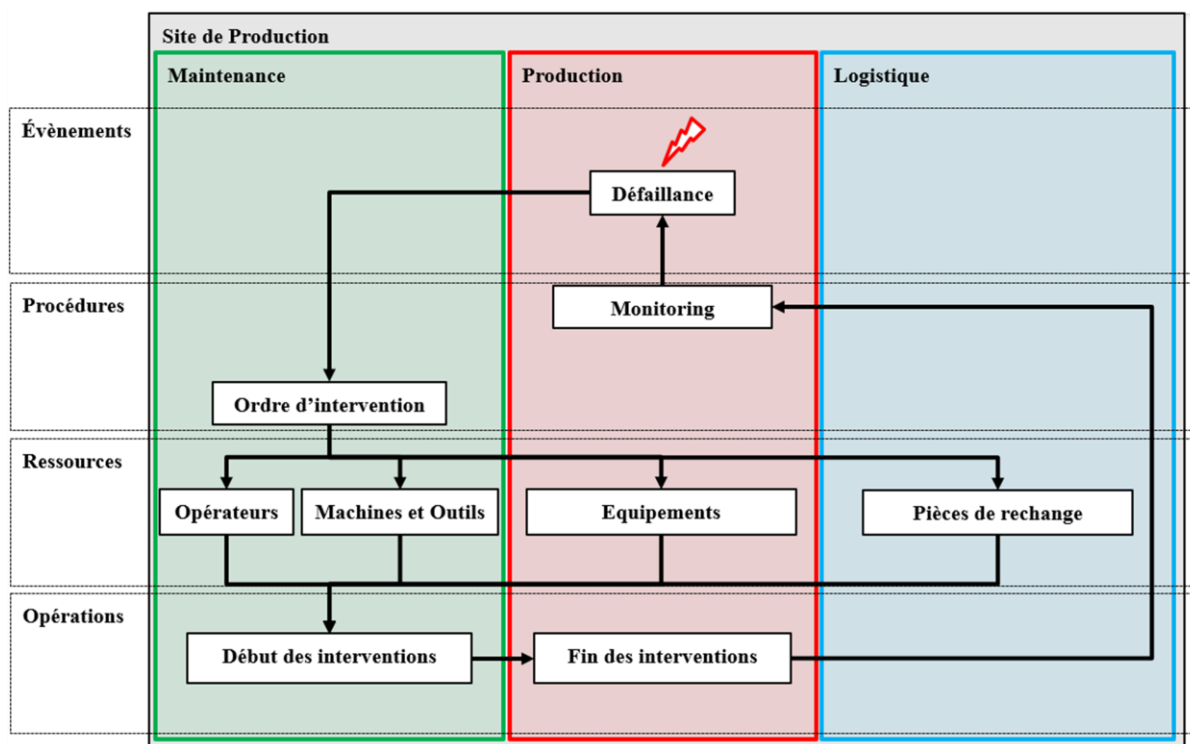 Site de Production
Maintenance
Production
Logistique
Évènements
Défaillance
Procédures
Monitoring
Ordre d’intervention
Ressources
Opérateurs
Machines et Outils
Equipements
Pièces de rechange
Opérations
Début des interventions
Fin des interventions